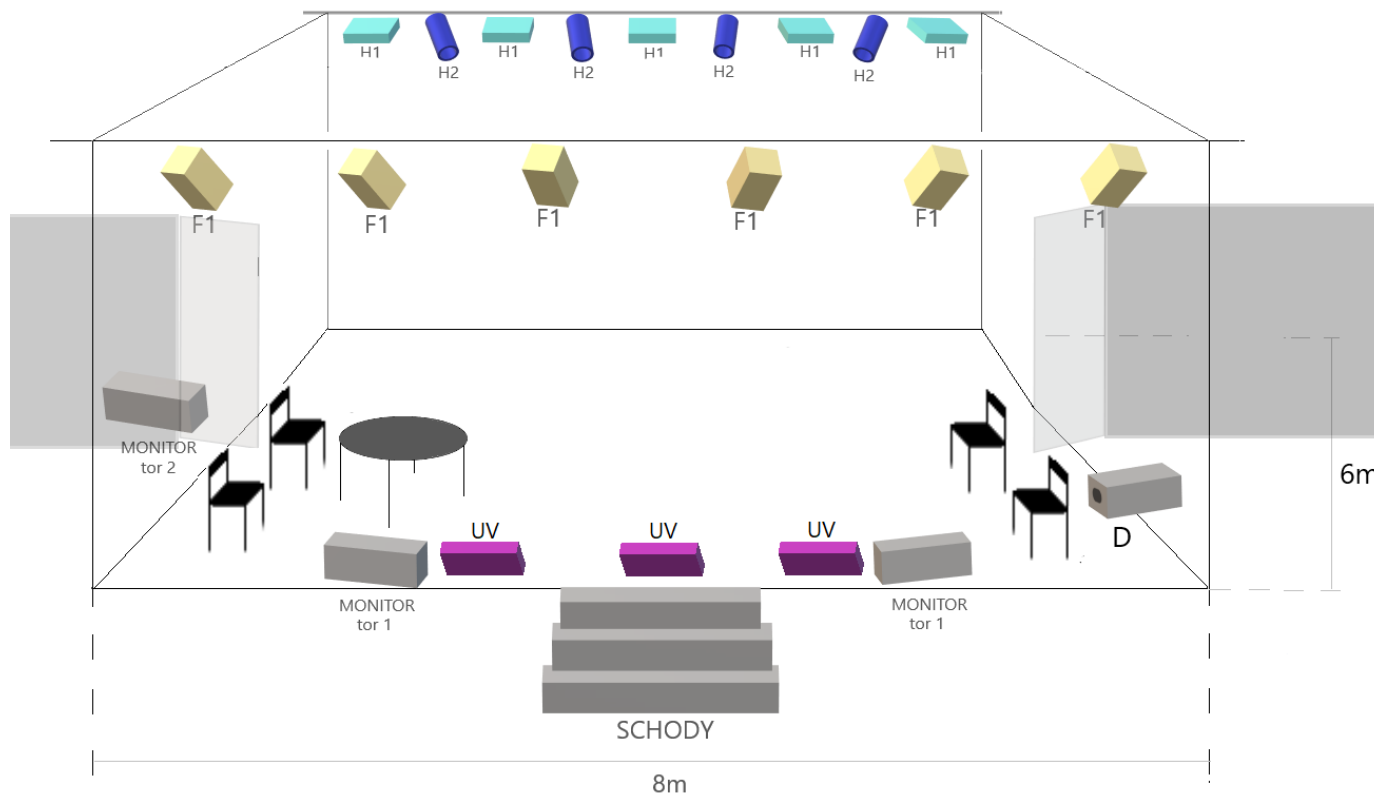 H1
H2
H1
H2
H1
H2
H1
H2
H1
F1
F1
F1
F1
F1
F1
MONITOR
tor 2
6m
UV
UV
UV
D
MONITOR
tor 1
MONITOR
tor 1
SCHODY
8m